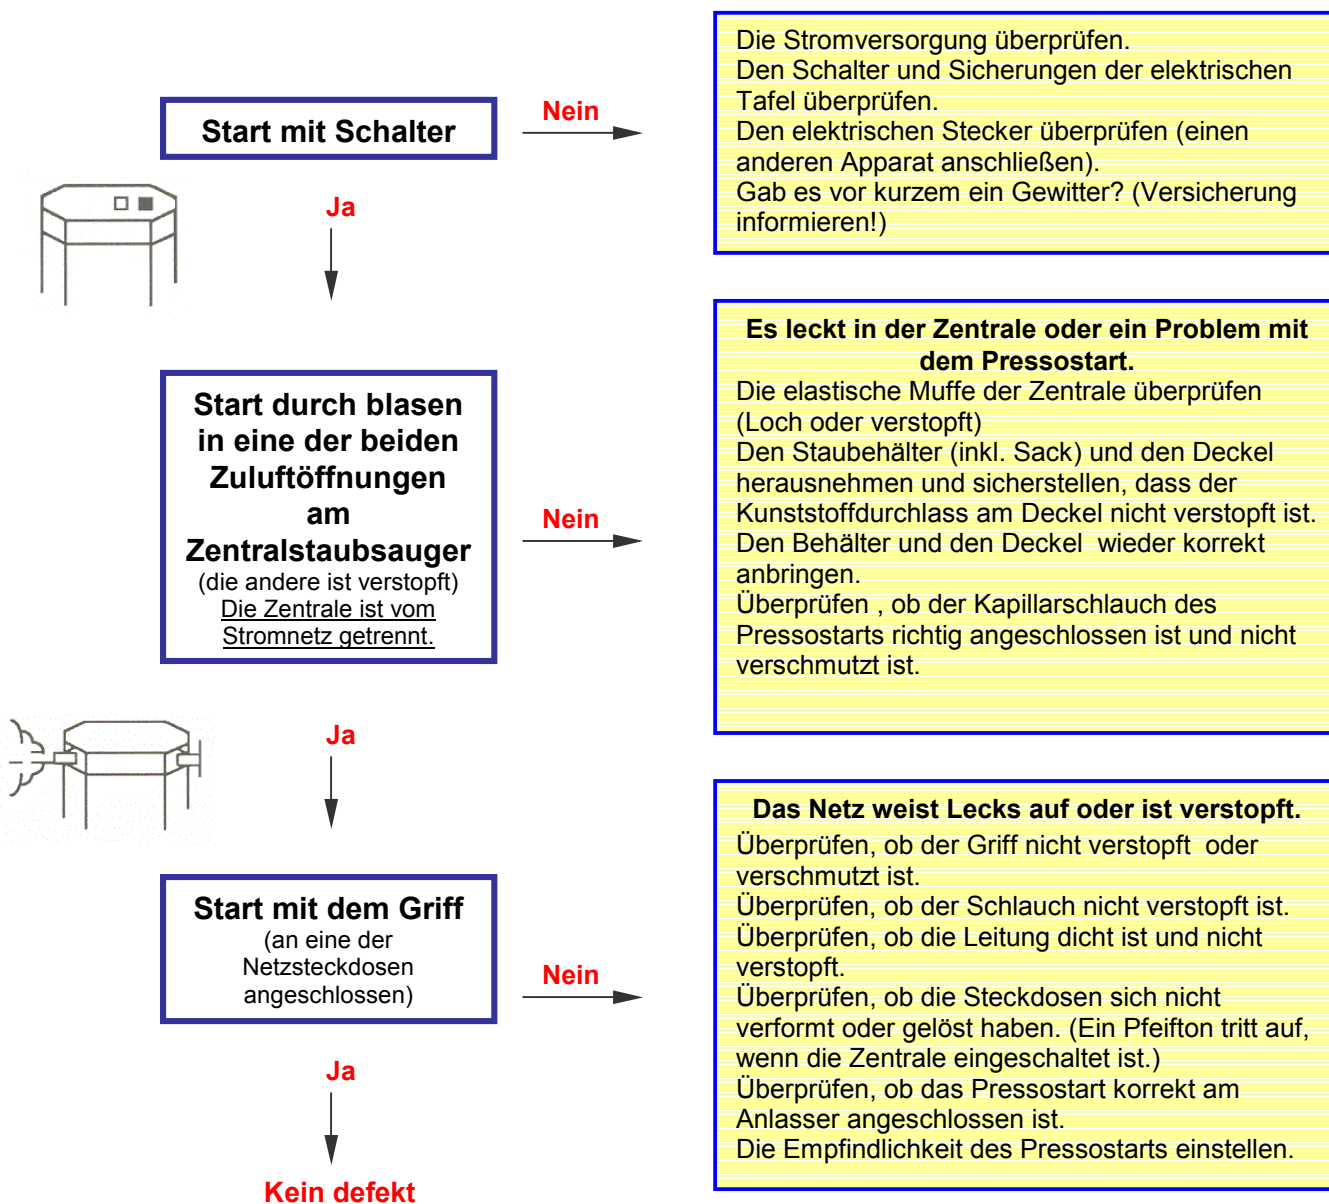 Start mit Schalter
Nein
Die Stromversorgung überprüfen.
Den Schalter und Sicherungen der elektrischen
Tafel überprüfen.
Den elektrischen Stecker überprüfen (einen
anderen Apparat anschließen).
Gab es vor kurzem ein Gewitter? (Versicherung
informieren!)
Ja
Start durch blasen
in eine der beiden
Zuluftöffnungen
am
Zentralstaubsauger
(die andere ist verstopft)
Die Zentrale ist vom
Stromnetz getrennt.
Nein
Es leckt in der Zentrale oder ein Problem mit
dem Pressostart.
Die elastische Muffe der Zentrale überprüfen
(Loch oder verstopft)
Den Staubehälter (inkl. Sack) und den Deckel
herausnehmen und sicherstellen, dass der
Kunststoffdurchlass am Deckel nicht verstopft ist.
Den Behälter und den Deckel wieder korrekt
anbringen.
Überprüfen , ob der Kapillarschlauch des
Pressostarts richtig angeschlossen ist und nicht
verschmutzt ist.
Ja
Start mit dem Griff
(an eine der
Netzsteckdosen
angeschlossen)
Nein
Das Netz weist Lecks auf oder ist verstopft.
Überprüfen, ob der Griff nicht verstopft oder
verschmutzt ist.
Überprüfen, ob der Schlauch nicht verstopft ist.
Überprüfen, ob die Leitung dicht ist und nicht
verstopft.
Überprüfen, ob die Steckdosen sich nicht
verformt oder gelöst haben. (Ein Pfeifton tritt auf,
wenn die Zentrale eingeschaltet ist.)
Überprüfen, ob das Pressostart korrekt am
Anlasser angeschlossen ist.
Die Empfindlichkeit des Pressostarts einstellen.
Ja
Kein defekt